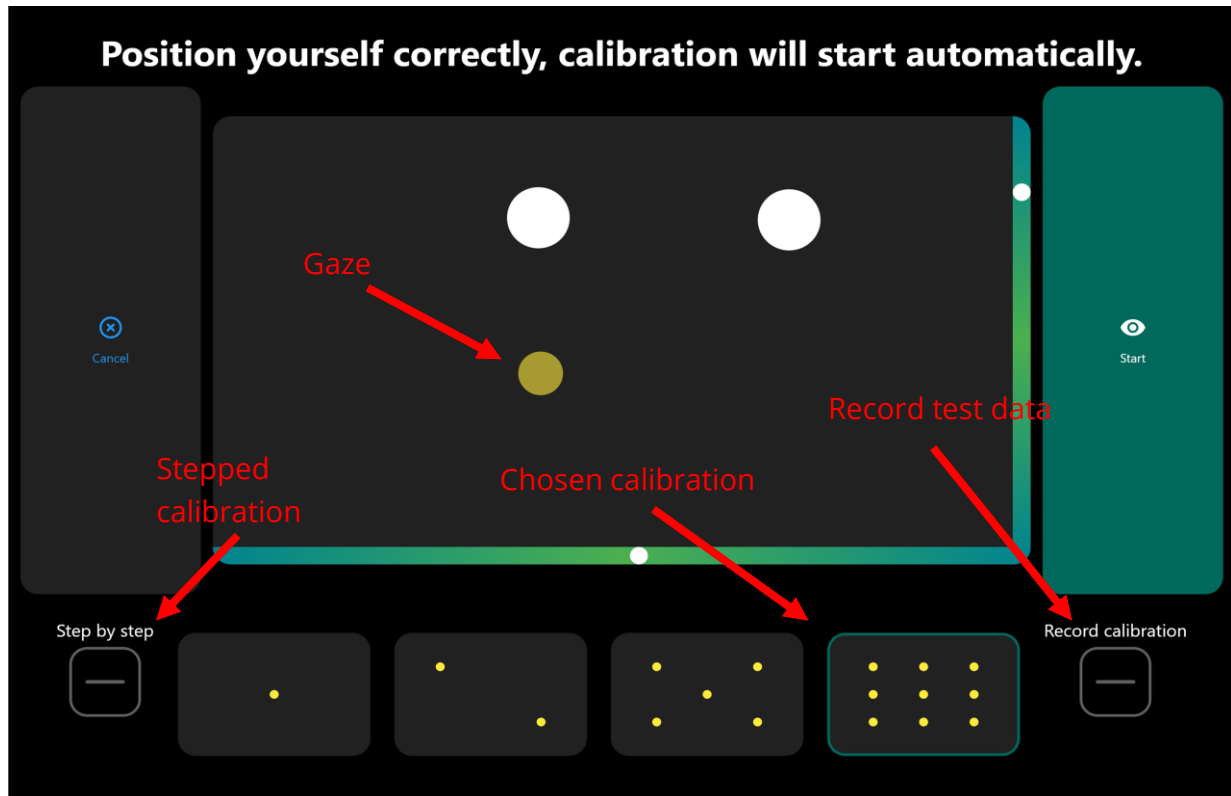 Position yourself correctly, calibration will start automatically.
Gaze
Cancel
Start
Record test data
Stepped
calibration
Chosen calibration
Step by step
Record calibration